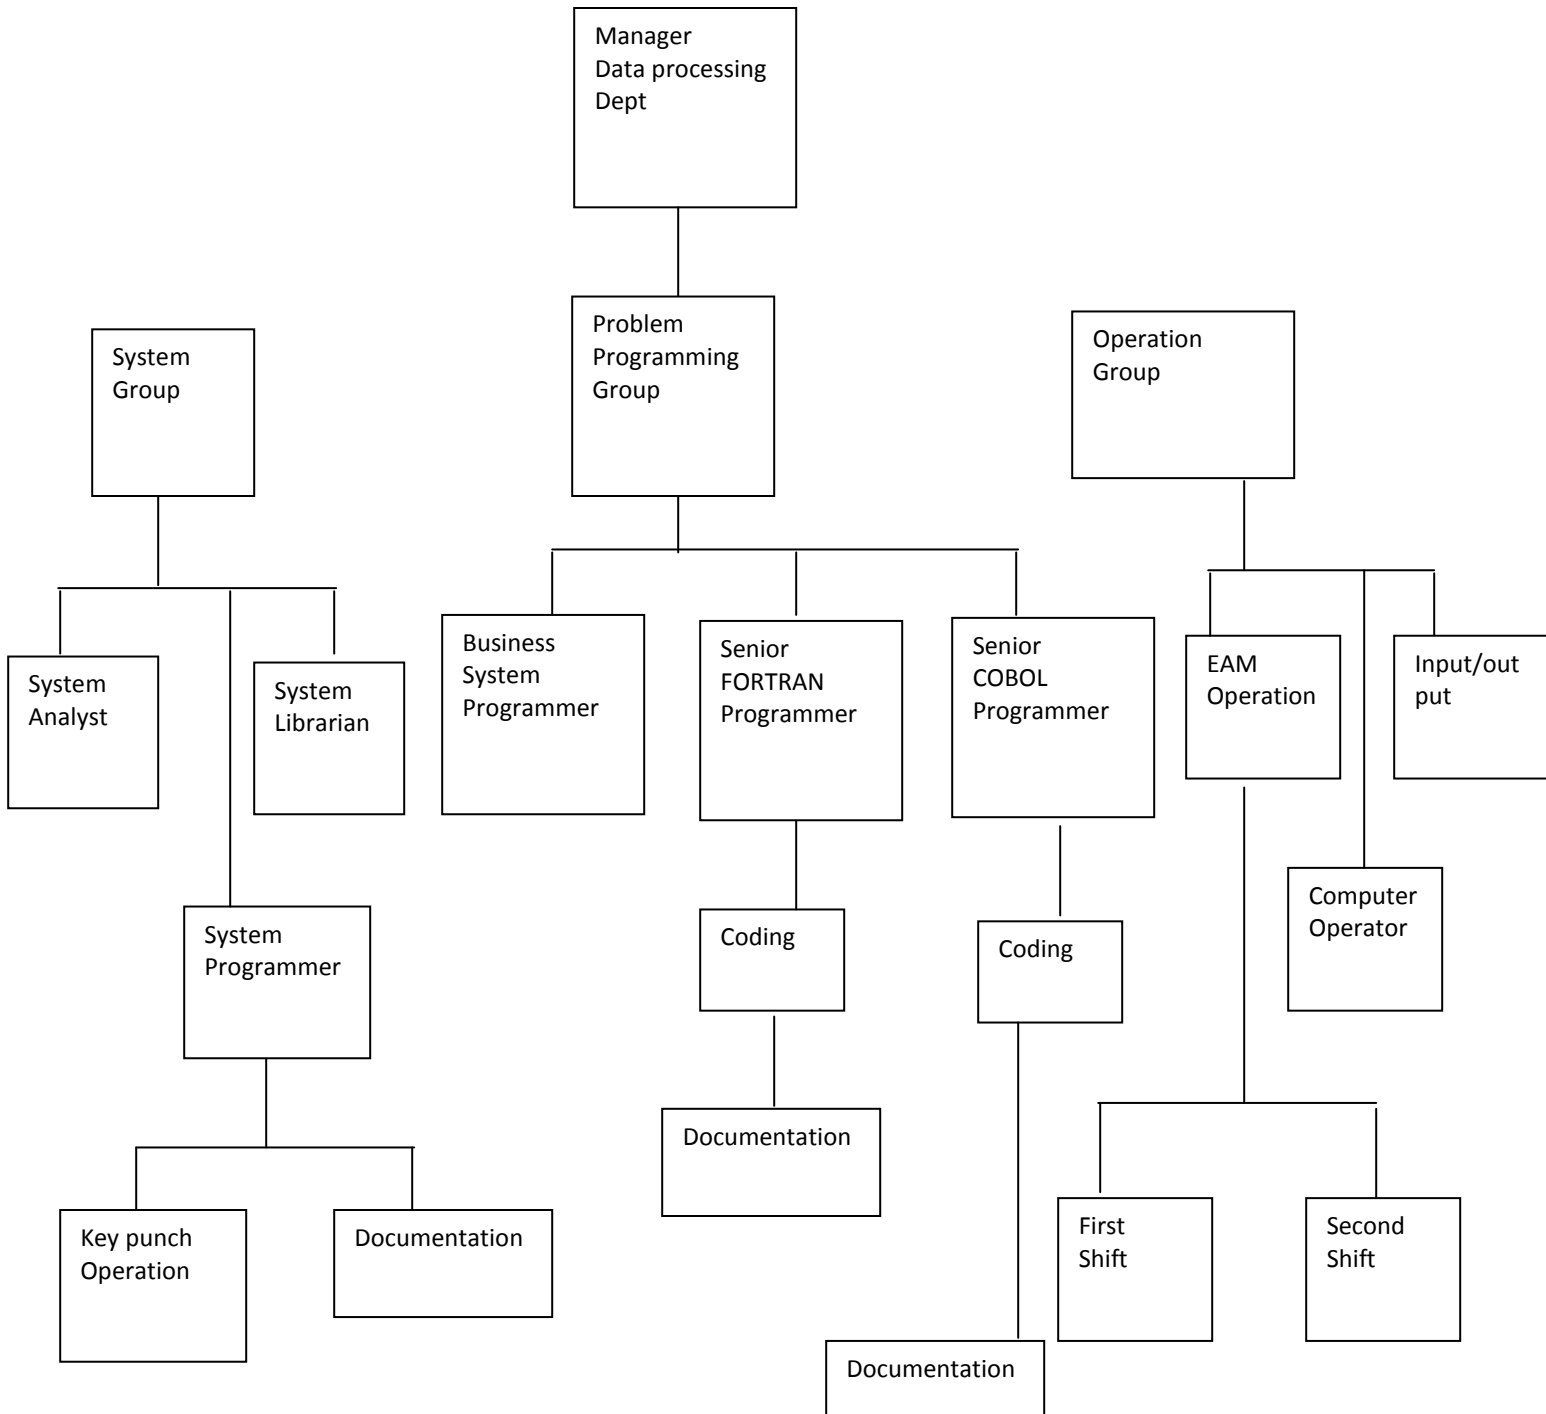 Manager
Data processing
Dept
System
Group
Problem
Programming
Group
Operation
Group
System
Analyst
System
Librarian
Business
System
Programmer
Senior
FORTRAN
Programmer
Senior
COBOL
Programmer
EAM
Operation
Input/out
put
System
Programmer
Coding
Coding
Computer
Operator
Key punch
Operation
Documentation
Documentation
First
Shift
Second
Shift
Documentation